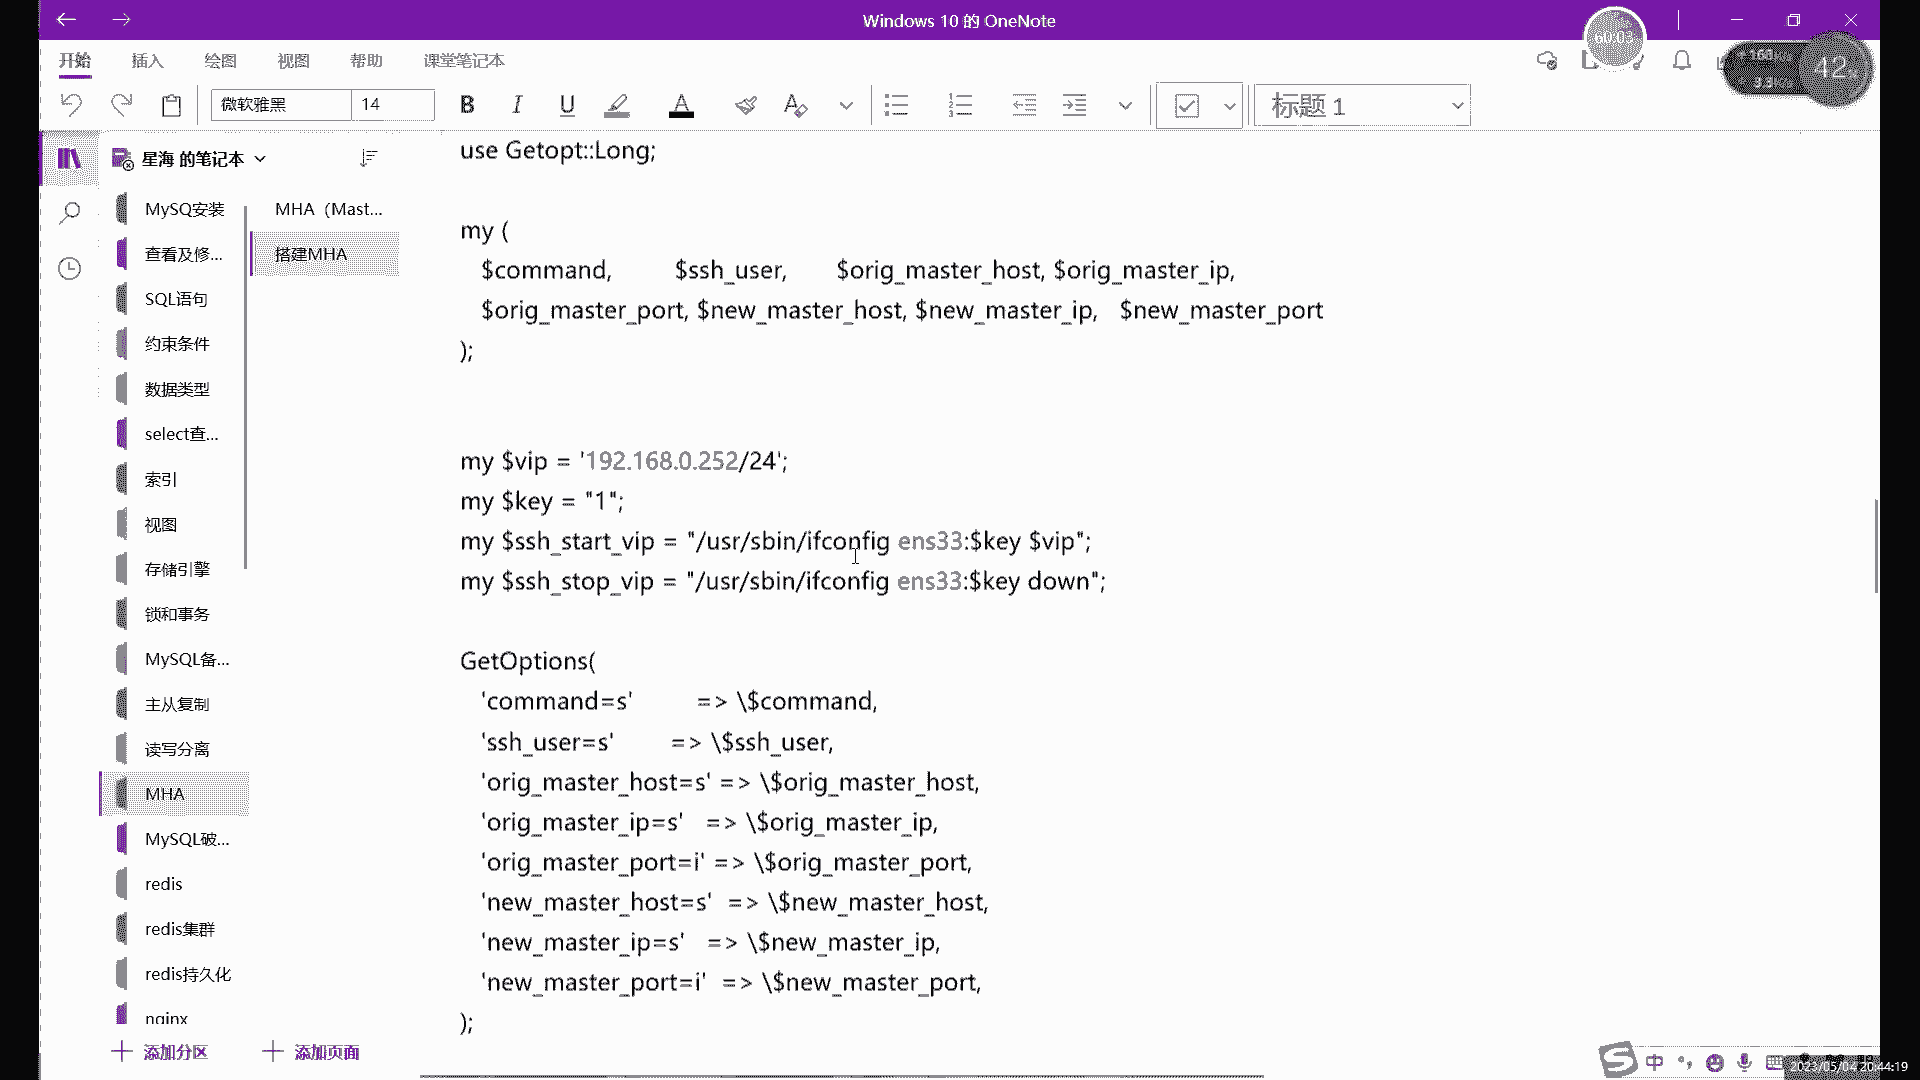 Windows 10 的 OneNote
60:03
开始 插入 绘图 视图 帮助 课堂笔记本
42
微软雅黑 14 B I U A 标题 1
星海 的笔记本
MySQ安装
查看及修...
SQL语句
约束条件
数据类型
select查...
索引
视图
存储引擎
锁和事务
MySQL备...
主从复制
读写分离
MHA
MySQL破...
redis
redis集群
redis持久化
nginx
添加分区
MHA（Mast...
搭建MHA
添加页面
use Getopt::Long;
my (
$command, $ssh_user, $orig_master_host, $orig_master_ip,
$orig_master_port, $new_master_host, $new_master_ip, $new_master_port
);
my $vip = '192.168.0.252/24';
my $key = "1";
my $ssh_start_vip = "/usr/sbin/ifconfig ens33:$key $vip";
my $ssh_stop_vip = "/usr/sbin/ifconfig ens33:$key down";
GetOptions(
'command=s' => \$command,
'ssh_user=s' => \$ssh_user,
'orig_master_host=s' => \$orig_master_host,
'orig_master_ip=s' => \$orig_master_ip,
'orig_master_port=i' => \$orig_master_port,
'new_master_host=s' => \$new_master_host,
'new_master_ip=s' => \$new_master_ip,
'new_master_port=i' => \$new_master_port,
);
中
2023/05/04 20:44:19